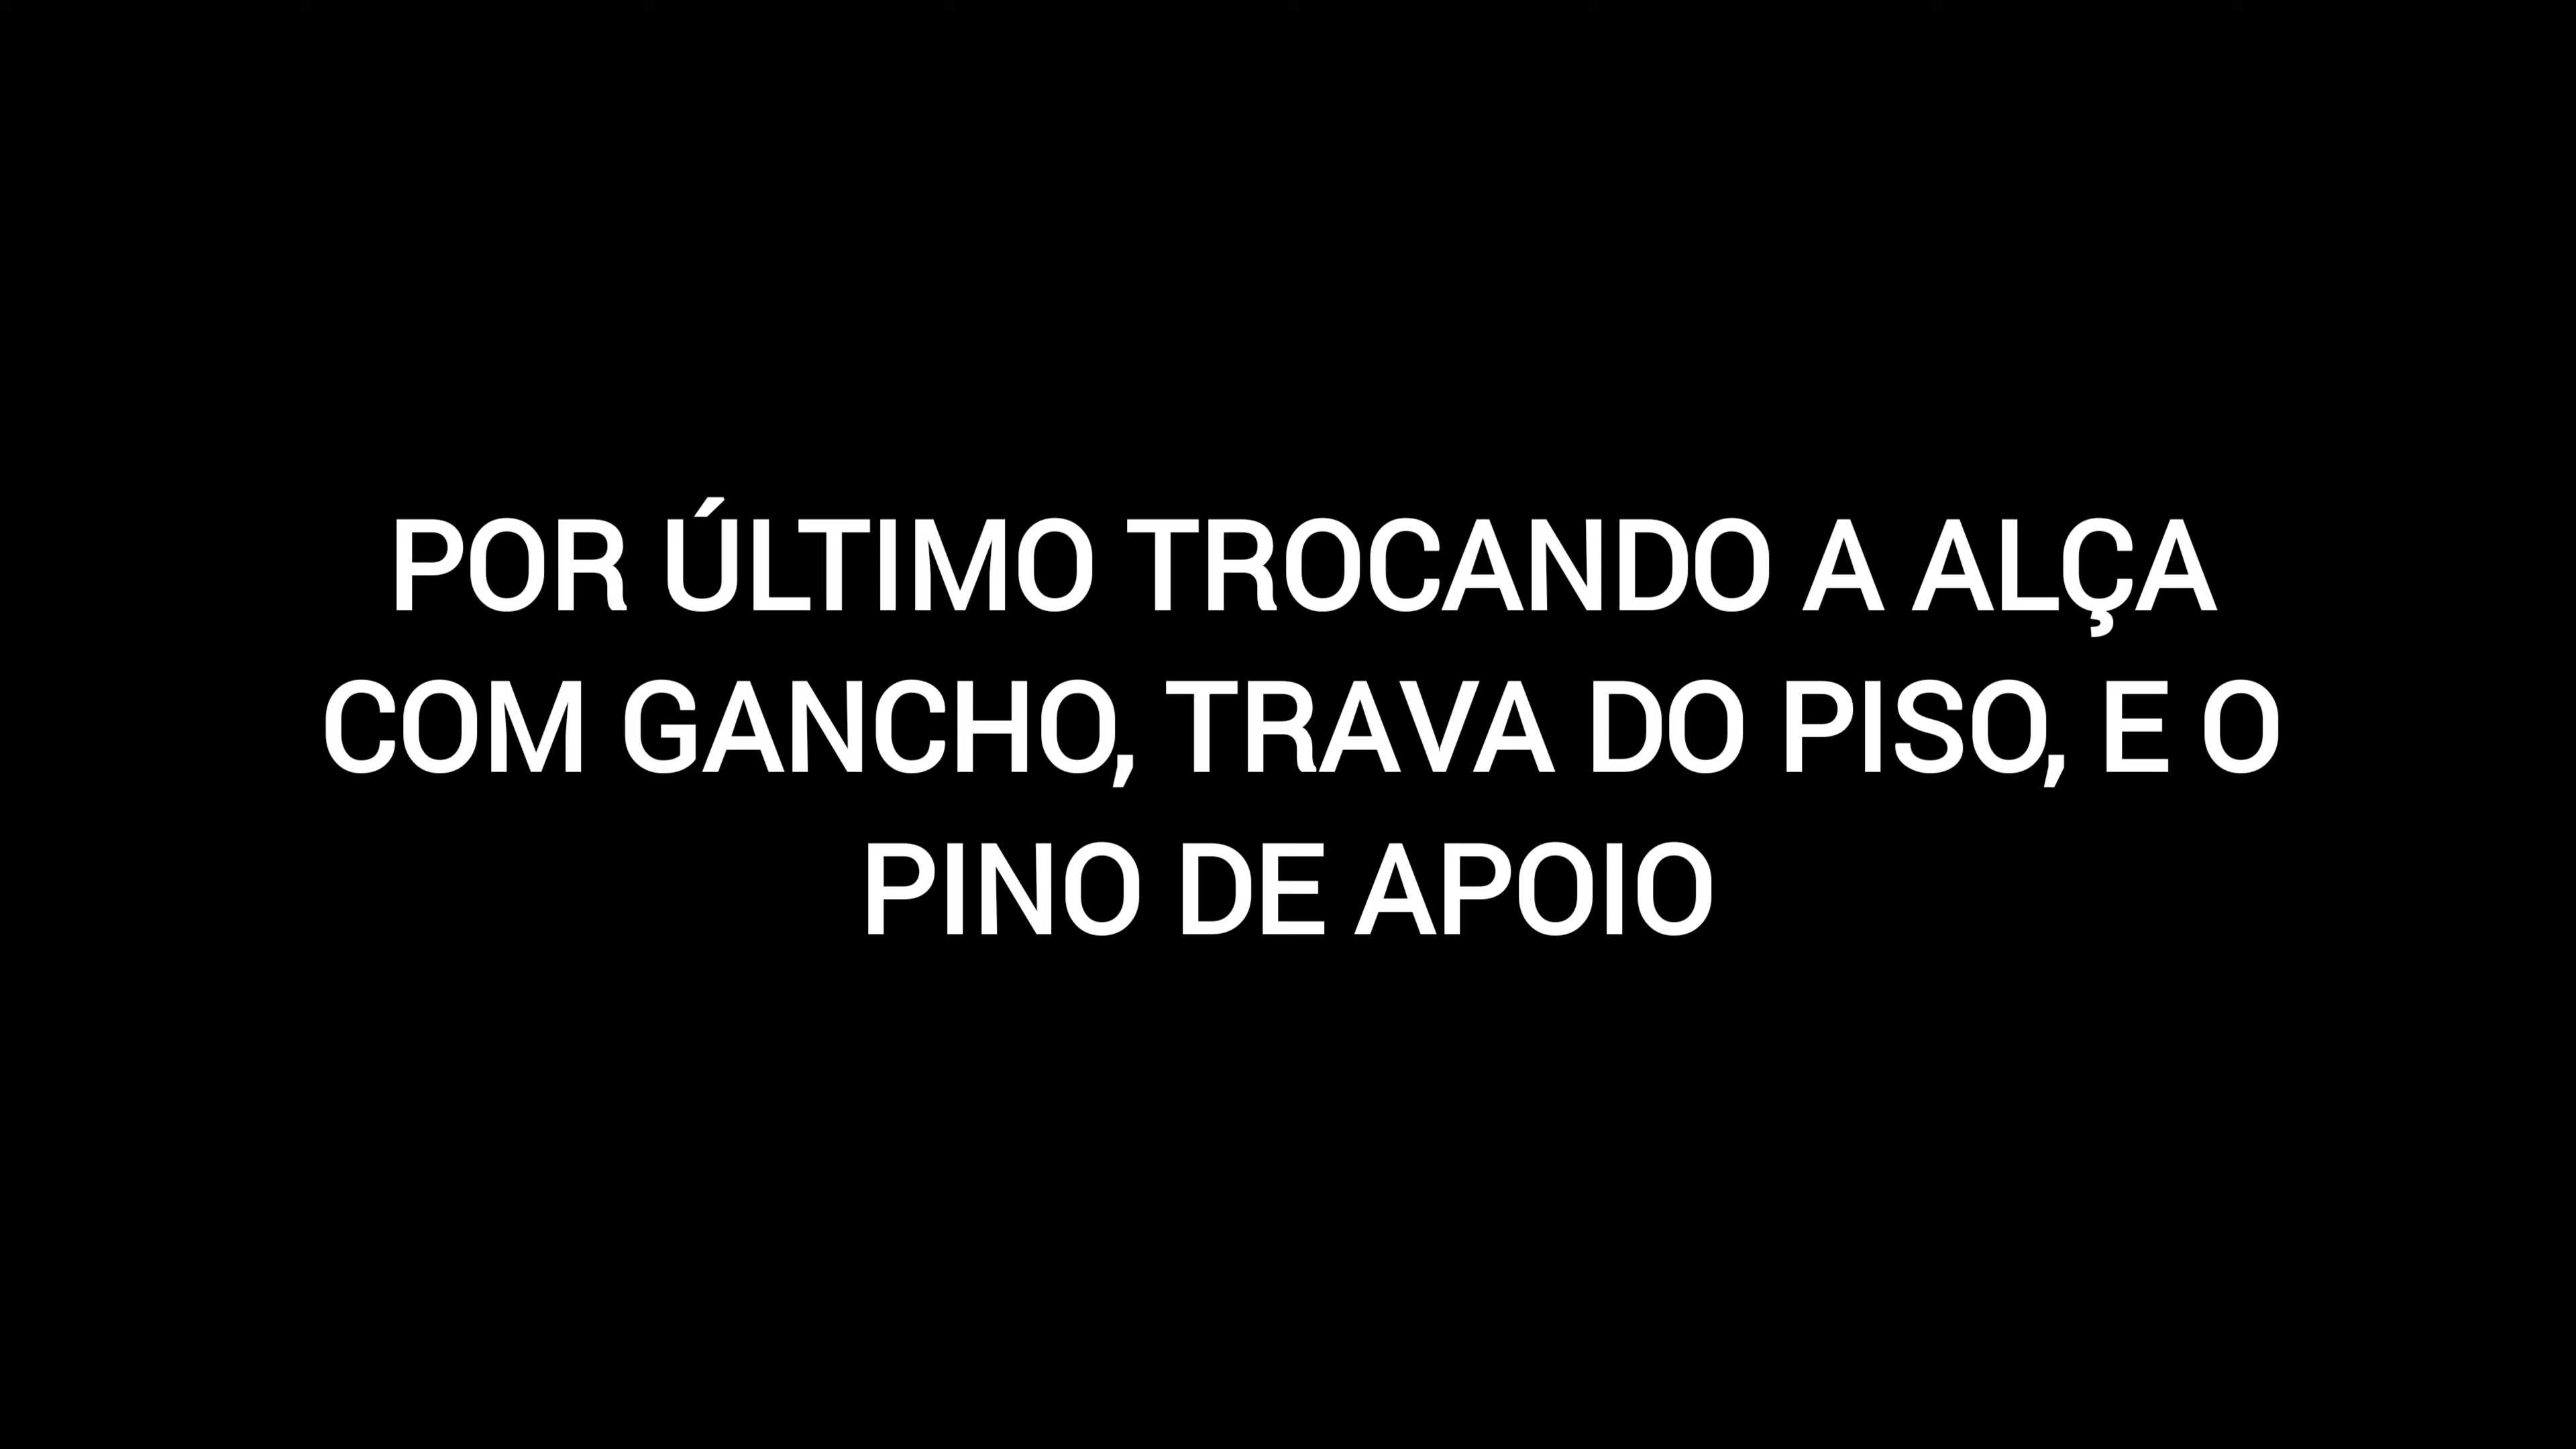 POR ÚLTIMO TROCANDO A ALÇA
COM GANCHO, TRAVA DO PISO, E O
PINO DE APOIO